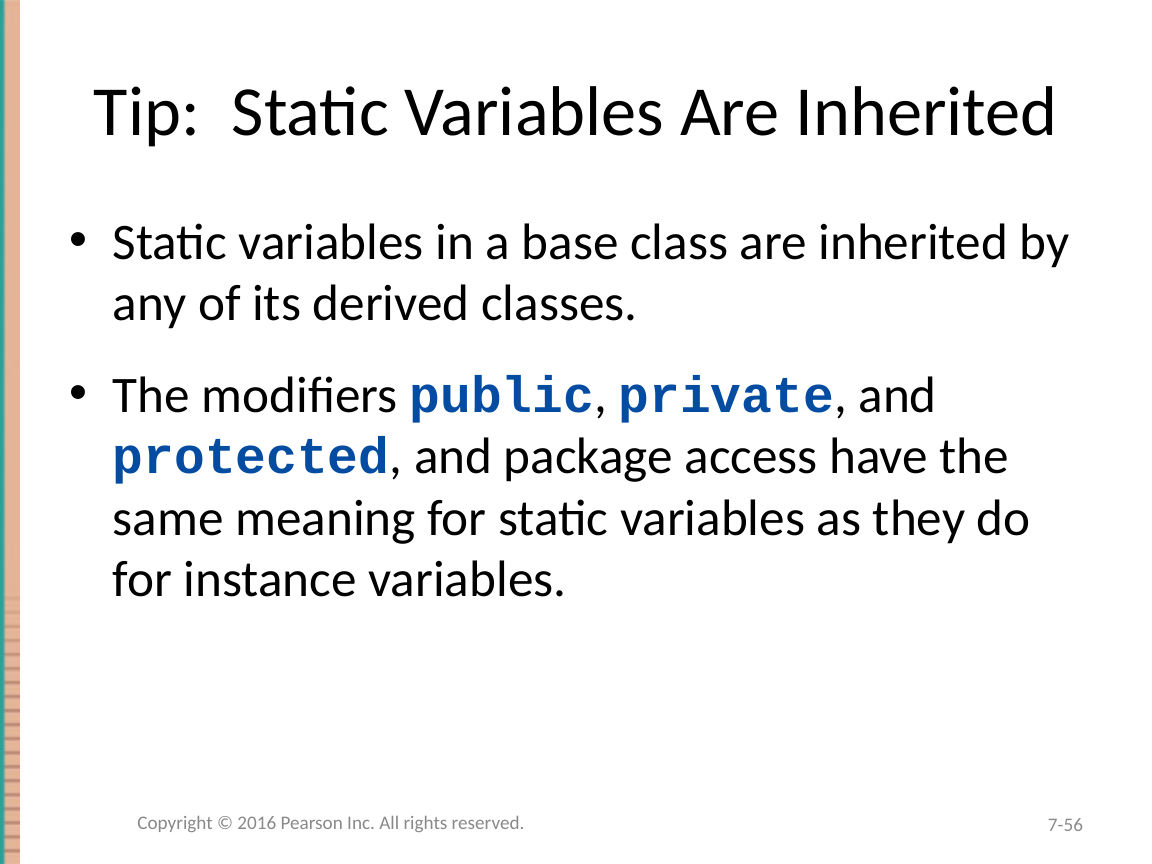 Tip:  Static Variables Are Inherited
• Static variables in a base class are inherited by
any of its derived classes.
• The modifiers public, private, and
protected, and package access have the
same meaning for static variables as they do
for instance variables.
Copyright © 2016 Pearson Inc. All rights reserved.
7-56